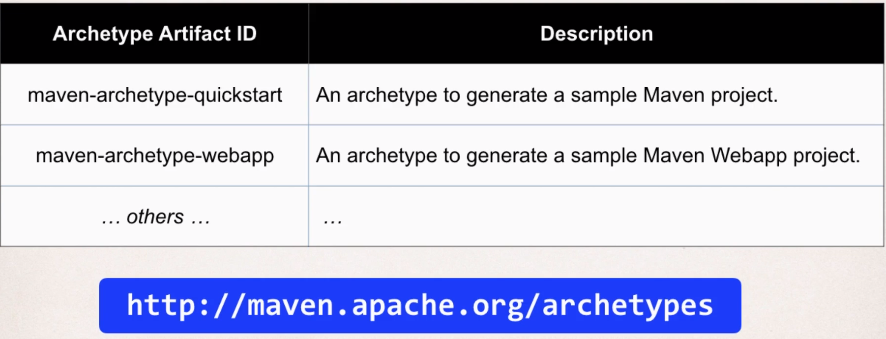 Archetype Artifact ID Description
maven-archetype-quickstart An archetype to generate a sample Maven project.
maven-archetype-webapp An archetype to generate a sample Maven Webapp project.
… others … …
http://maven.apache.org/archetypes